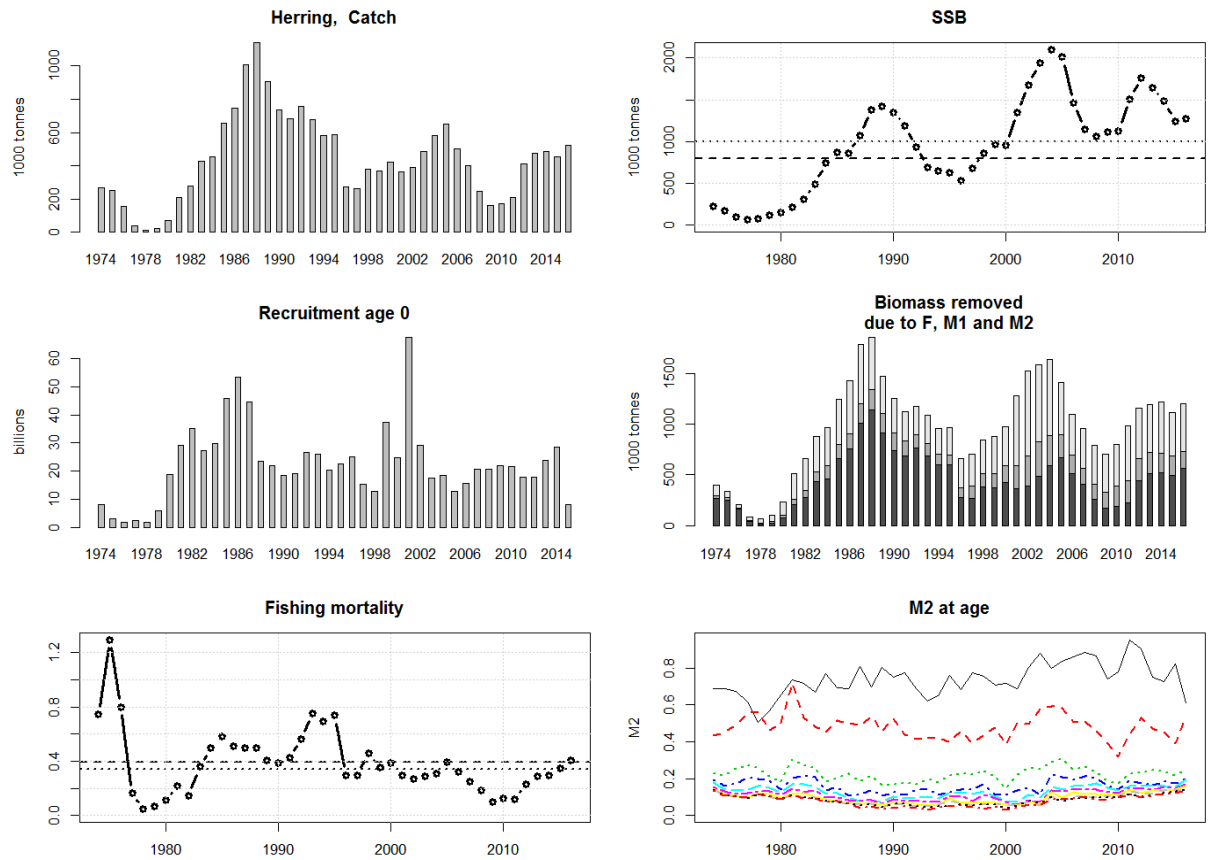 Herring, Catch
1000 tonnes
0 200 600 1000
1974 1978 1982 1986 1990 1994 1998 2002 2006 2010 2014
SSB
1000 tonnes
0 500 1000 2000
1980 1990 2000 2010
Recruitment age 0
billions
0 10 20 30 40 50 60
1974 1978 1982 1986 1990 1994 1998 2002 2006 2010 2014
Biomass removed
due to F, M1 and M2
1000 tonnes
0 500 1000 1500
1974 1978 1982 1986 1990 1994 1998 2002 2006 2010 2014
Fishing mortality
0.0 0.4 0.8 1.2
1980 1990 2000 2010
M2 at age
M2
0.0 0.2 0.4 0.6 0.8
1980 1990 2000 2010